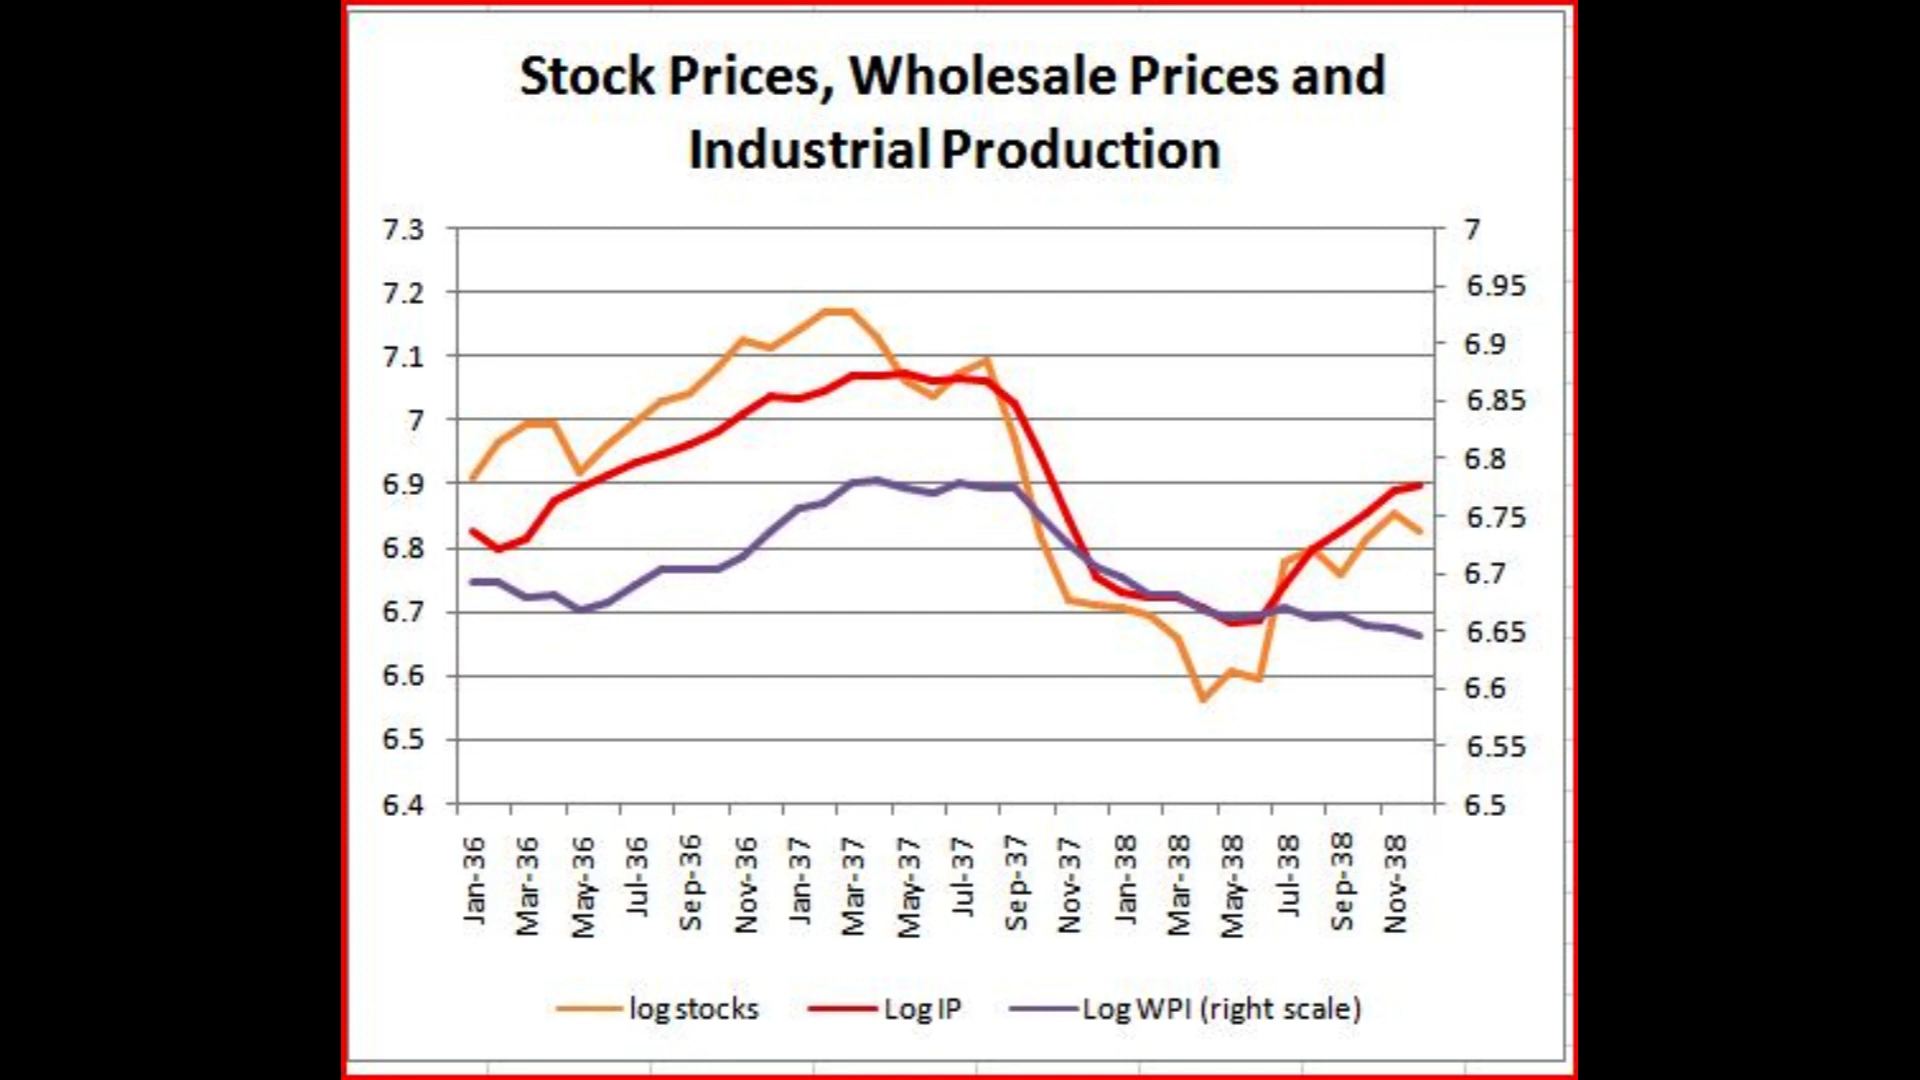 Stock Prices, Wholesale Prices and
Industrial Production
7.3
7.2
7.1
7
6.9
6.8
6.7
6.6
6.5
6.4
7
6.95
6.9
6.85
6.8
6.75
6.7
6.65
6.6
6.55
6.5
Jan-36
Mar-36
May-36
Jul-36
Sep-36
Nov-36
Jan-37
Mar-37
May-37
Jul-37
Sep-37
Nov-37
Jan-38
Mar-38
May-38
Jul-38
Sep-38
Nov-38
log stocks Log IP Log WPI (right scale)